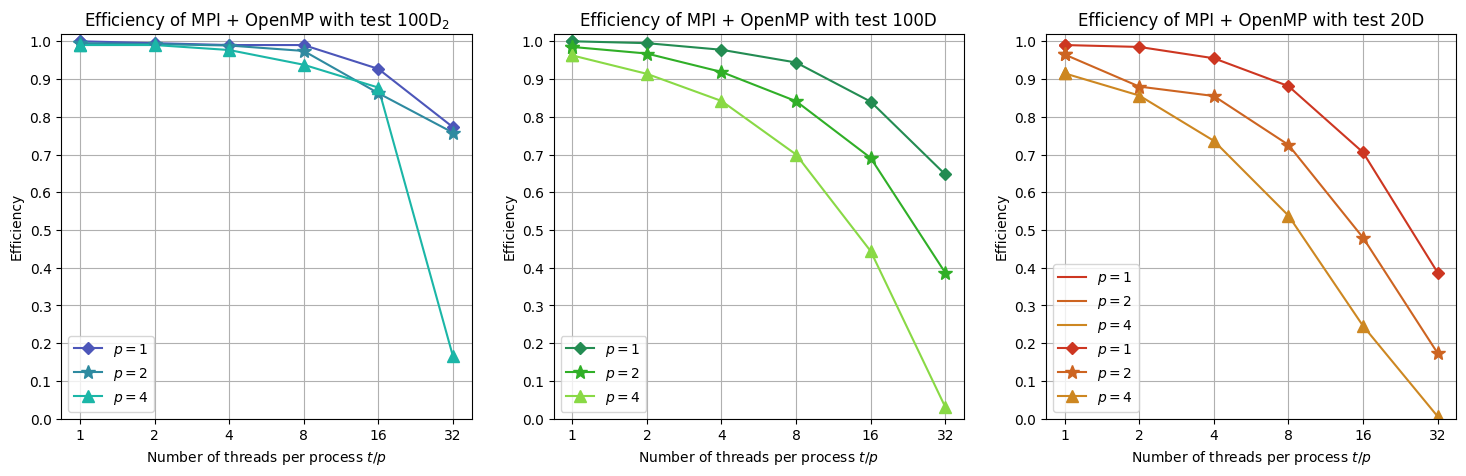 Efficiency of MPI + OpenMP with test 100D₂
1.0
0.9
0.8
0.7
0.6
0.5
0.4
0.3
0.2
0.1
0.0
Efficiency
p = 1
p = 2
p = 4
1 2 4 8 16 32
Number of threads per process t/p
Efficiency of MPI + OpenMP with test 100D
1.0
0.9
0.8
0.7
0.6
0.5
0.4
0.3
0.2
0.1
0.0
Efficiency
p = 1
p = 2
p = 4
1 2 4 8 16 32
Number of threads per process t/p
Efficiency of MPI + OpenMP with test 20D
1.0
0.9
0.8
0.7
0.6
0.5
0.4
0.3
0.2
0.1
0.0
Efficiency
p = 1
p = 2
p = 4
p = 1
p = 2
p = 4
1 2 4 8 16 32
Number of threads per process t/p